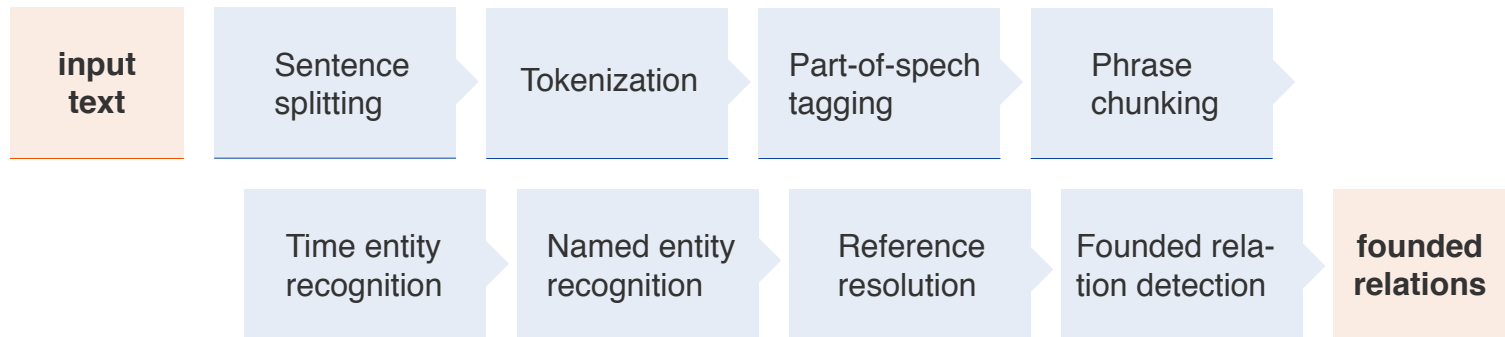 input
text
Sentence
splitting
Tokenization
Part-of-spech
tagging
Phrase
chunking
Time entity
recognition
Named entity
recognition
Reference
resolution
Founded rela-
tion detection
founded
relations